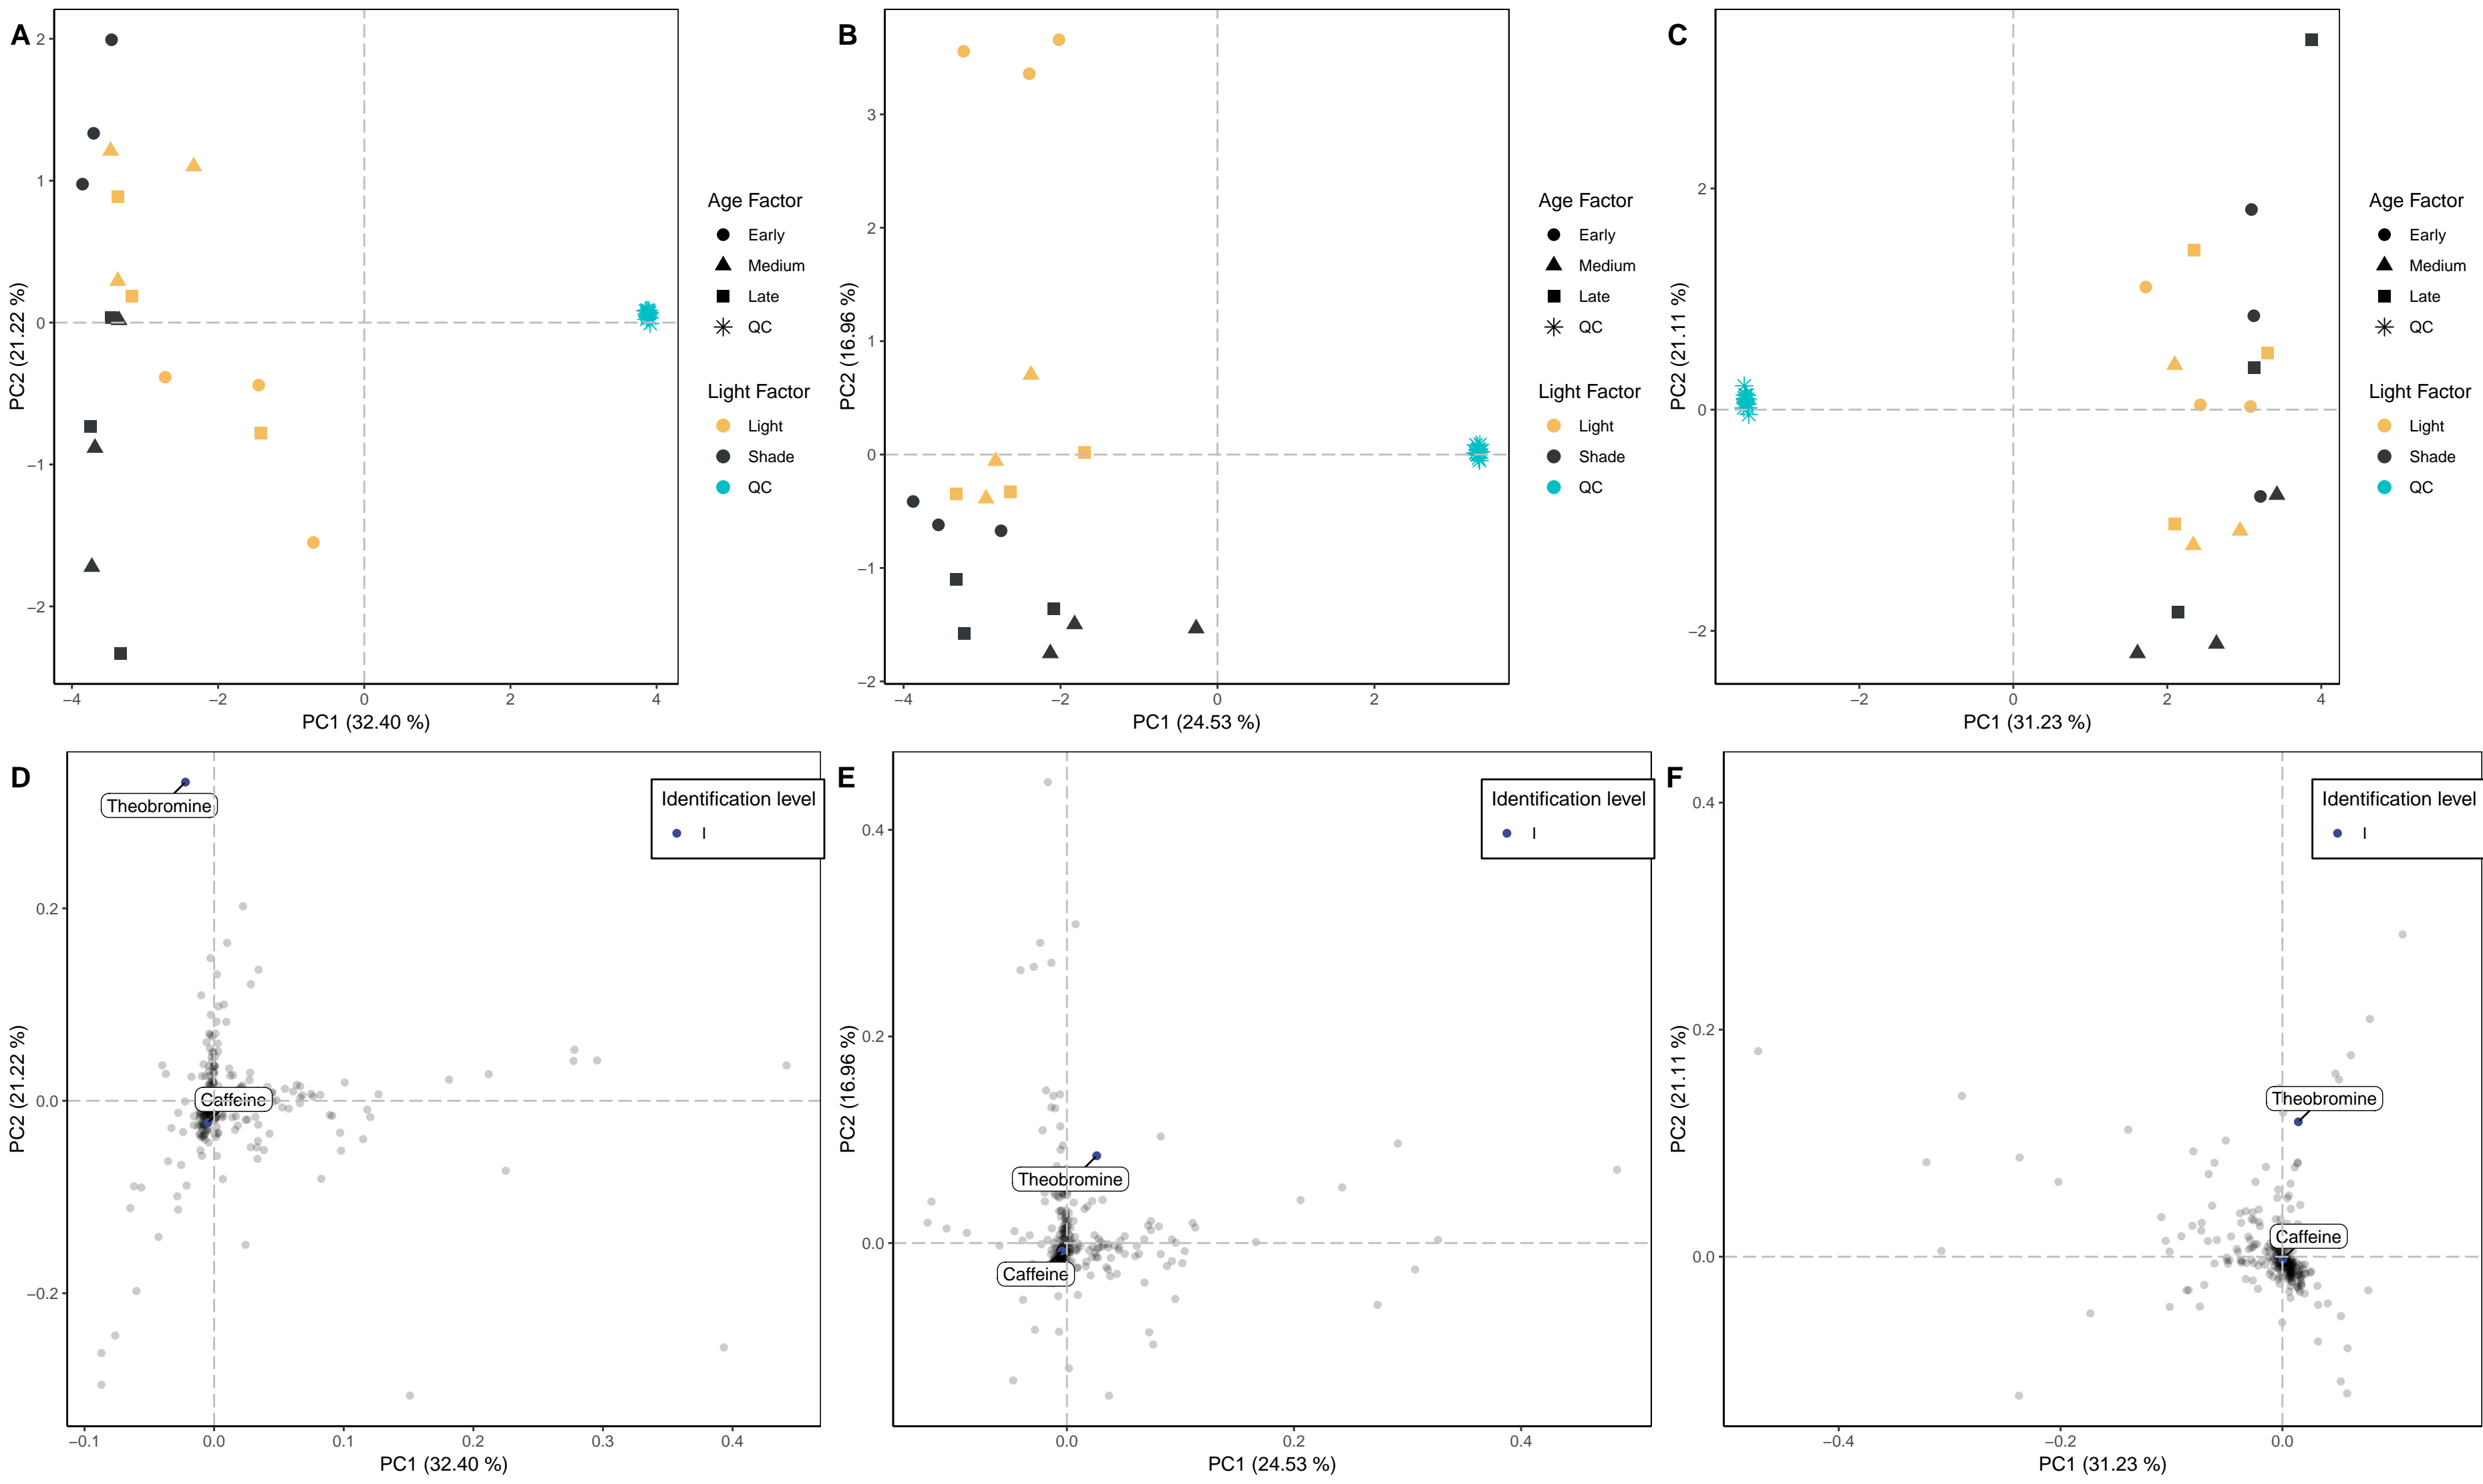 A
2
1
0
−1
−2
−4
−2
0
2
4
PC1 (32.40 %)
PC2 (21.22 %)
Age Factor
Early
Medium
Late
QC
Light Factor
Light
Shade
QC
B
3
2
1
0
−1
−2
−4
−2
0
2
PC1 (24.53 %)
PC2 (16.96 %)
Age Factor
Early
Medium
Late
QC
Light Factor
Light
Shade
QC
C
2
0
−2
−2
0
2
4
PC1 (31.23 %)
PC2 (21.11 %)
Age Factor
Early
Medium
Late
QC
Light Factor
Light
Shade
QC
D
Theobromine
Caffeine
Identification level
I
0.2
0.0
−0.2
−0.1
0.0
0.1
0.2
0.3
0.4
PC1 (32.40 %)
PC2 (21.22 %)
E
Identification level
I
Theobromine
Caffeine
0.4
0.2
0.0
0.0
0.2
0.4
PC1 (24.53 %)
PC2 (16.96 %)
F
Identification level
I
Theobromine
Caffeine
0.4
0.2
0.0
−0.4
−0.2
0.0
PC1 (31.23 %)
PC2 (21.11 %)